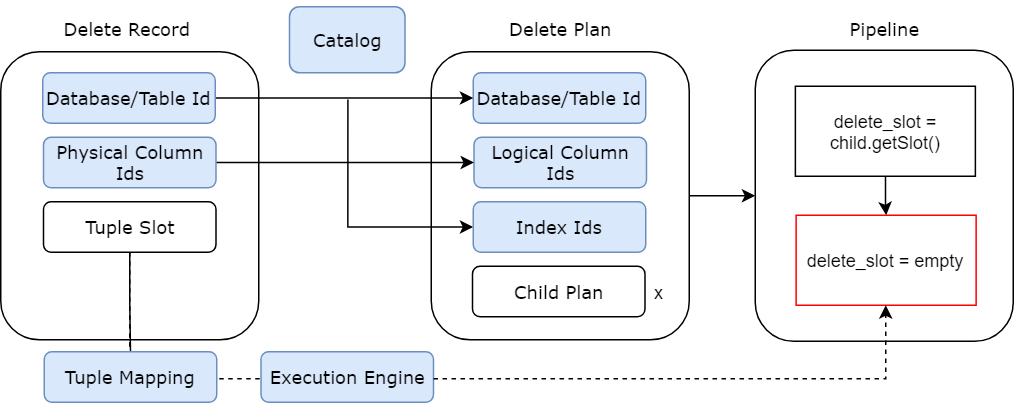 Delete Record
Catalog
Delete Plan
Pipeline
Database/Table Id
Physical Column
Ids
Tuple Slot
Database/Table Id
Logical Column
Ids
Index Ids
Child Plan
x
delete_slot =
child.getSlot()
delete_slot = empty
Tuple Mapping
Execution Engine